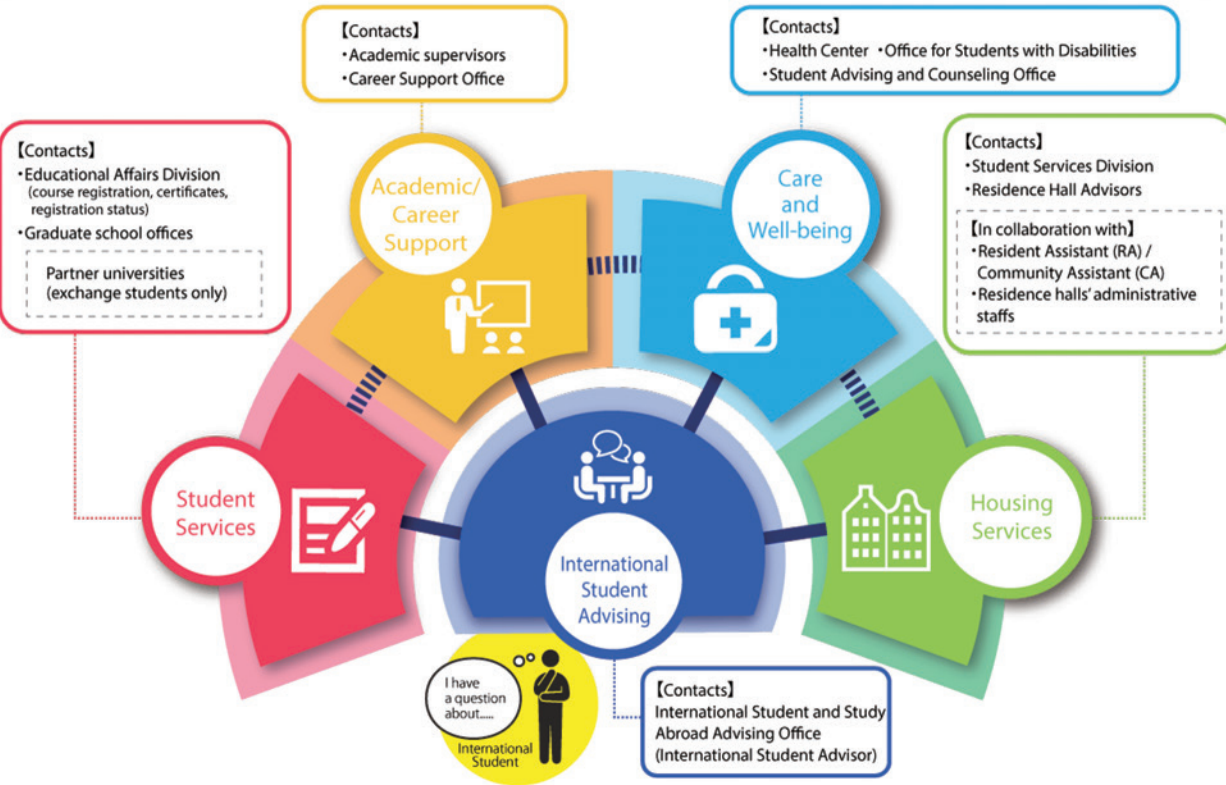 【Contacts】
・Academic supervisors
・Career Support Office
【Contacts】
・Health Center ・Office for Students with Disabilities
・Student Advising and Counseling Office
【Contacts】
・Educational Affairs Division
(course registration, certificates,
registration status)
・Graduate school offices
Partner universities
(exchange students only)
【Contacts】
・Student Services Division
・Residence Hall Advisors
【In collaboration with】
・Resident Assistant (RA) /
Community Assistant (CA)
・Residence halls' administrative
staffs
Academic/
Career
Support
Care
and
Well-being
Student
Services
Housing
Services
International
Student
Advising
I have
a question
about.....
International
Student
【Contacts】
International Student and Study
Abroad Advising Office
(International Student Advisor)